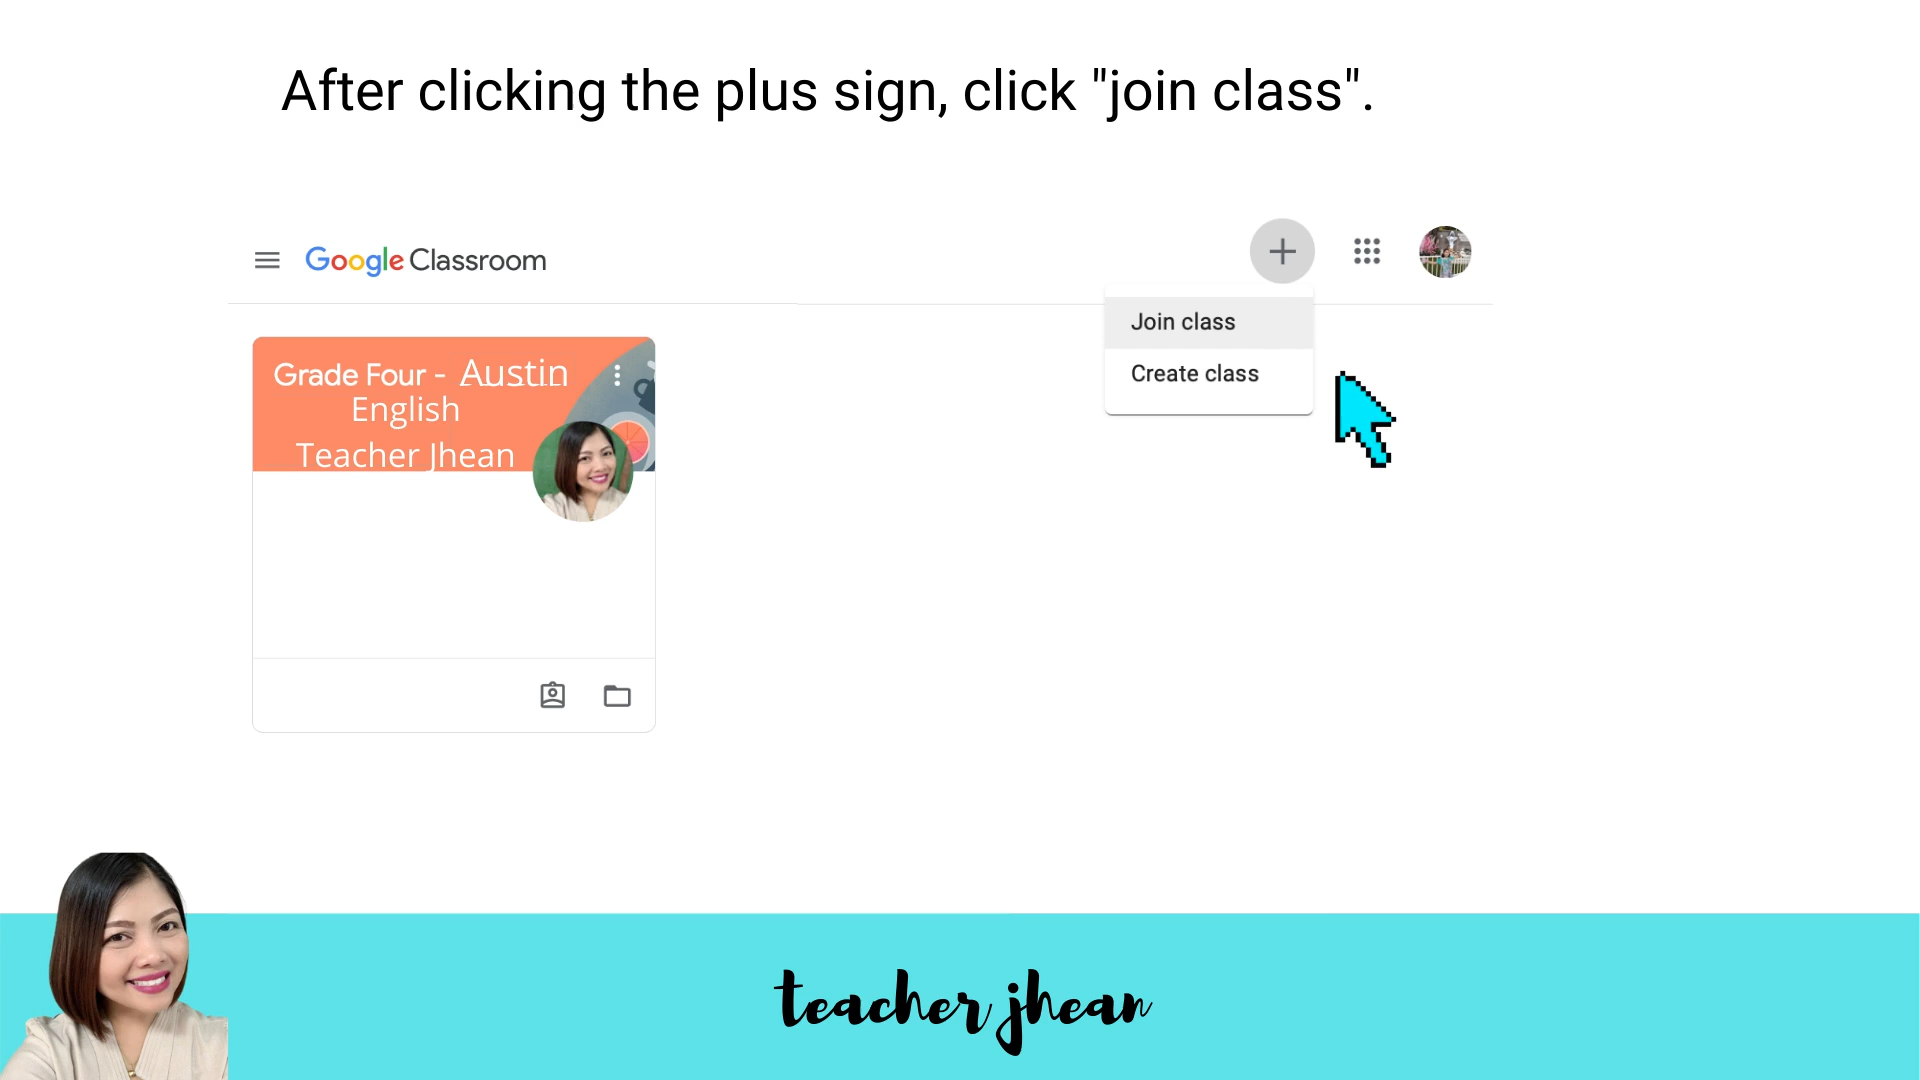 After clicking the plus sign, click "join class".
Google Classroom
Join class
Create class
Grade Four - Austin
English
Teacher Jhean
teacher jhean